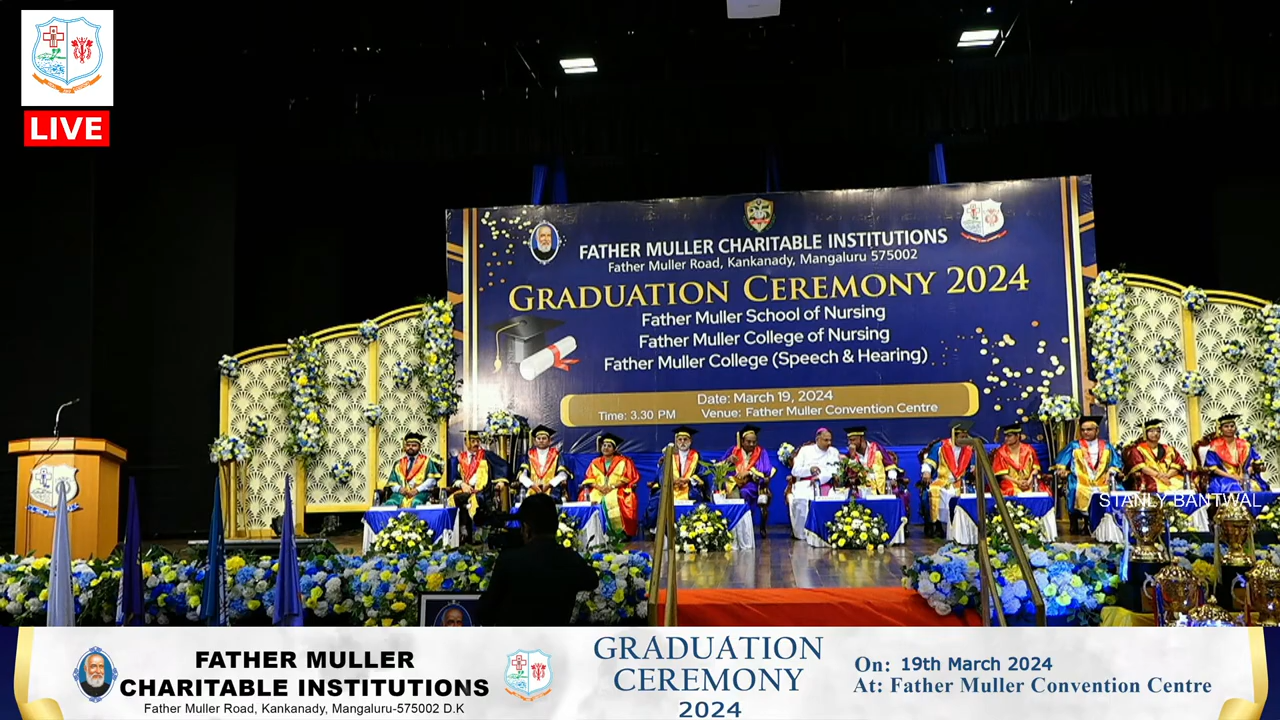 LIVE
FATHER MULLER CHARITABLE INSTITUTIONS
Father Muller Road, Kankanady, Mangaluru 575002
GRADUATION CEREMONY 2024
Father Muller School of Nursing
Father Muller College of Nursing
Father Muller College (Speech & Hearing)
Date: March 19, 2024
Time: 3.30 PM Venue: Father Muller Convention Centre
STANLY BANTWAL
FATHER MULLER
CHARITABLE INSTITUTIONS
Father Muller Road, Kankanady, Mangaluru-575002 D.K
GRADUATION
CEREMONY
2024
On: 19th March 2024
At: Father Muller Convention Centre